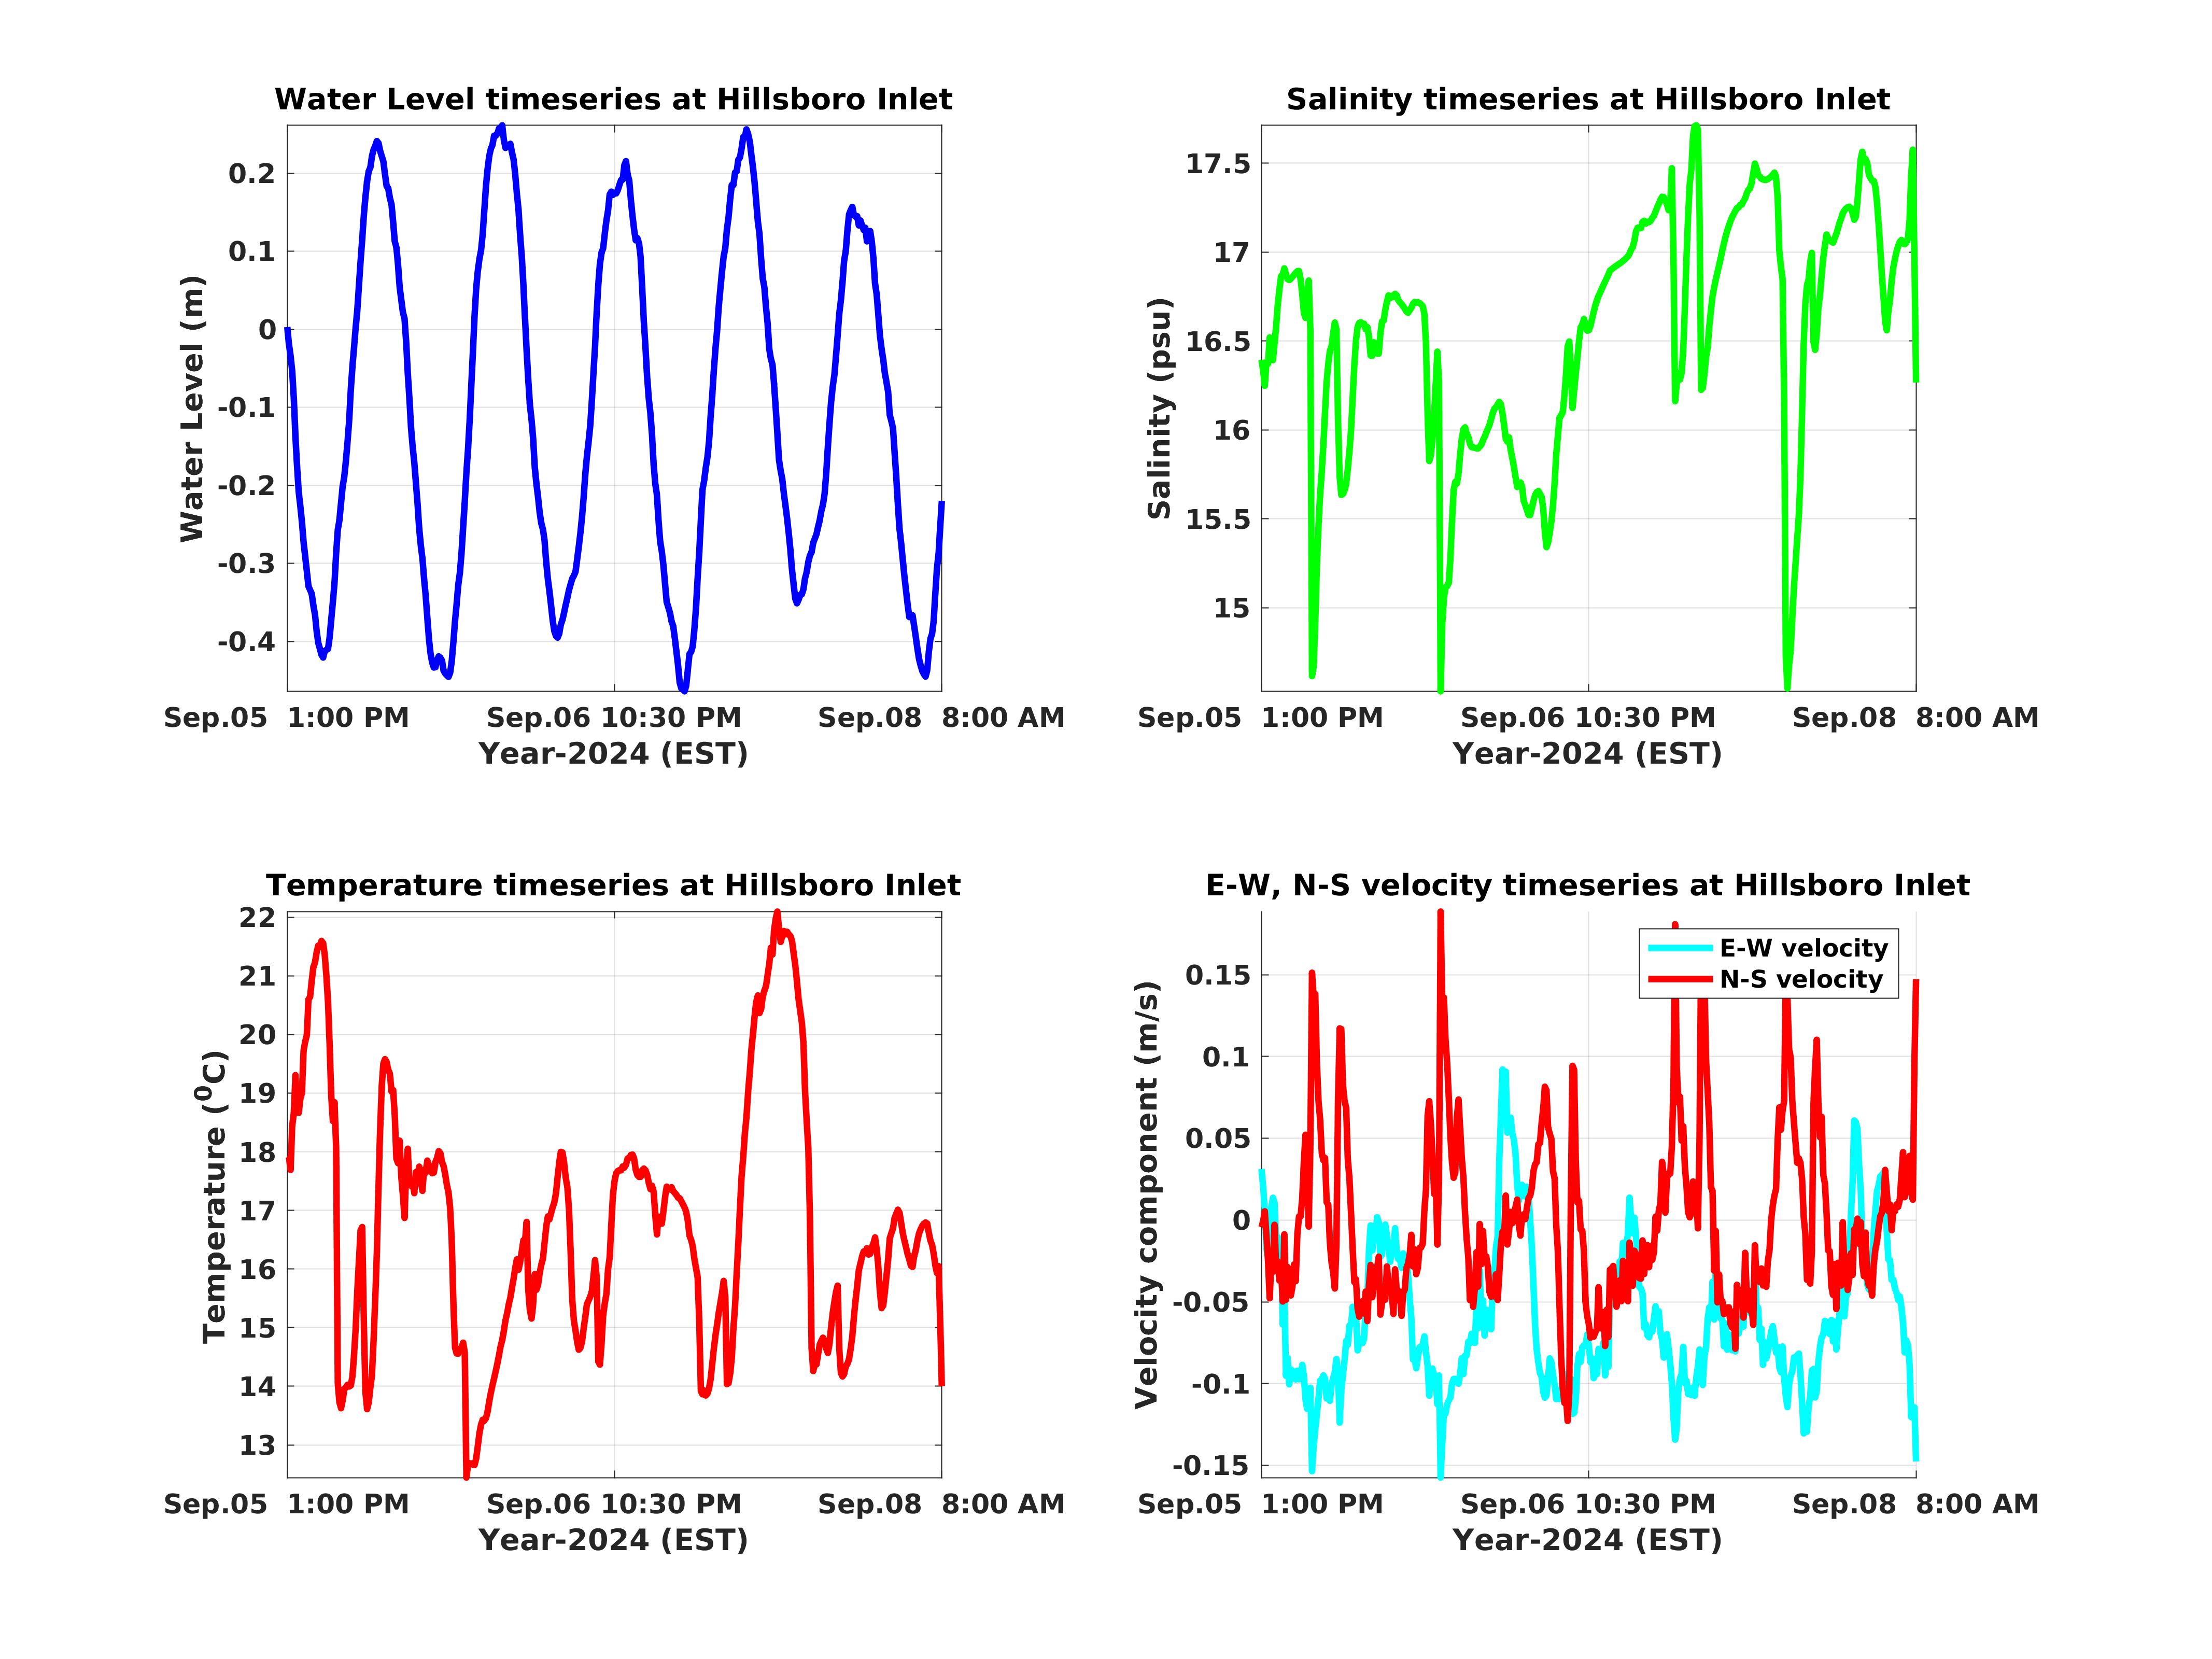 Water Level timeseries at Hillsboro Inlet
0.2
0.1
0
-0.1
-0.2
-0.3
-0.4
Water Level (m)
Sep.05 1:00 PM Sep.06 10:30 PM Sep.08 8:00 AM
Year-2024 (EST)
Salinity timeseries at Hillsboro Inlet
17.5
17
16.5
16
15.5
15
Salinity (psu)
Sep.05 1:00 PM Sep.06 10:30 PM Sep.08 8:00 AM
Year-2024 (EST)
Temperature timeseries at Hillsboro Inlet
22
21
20
19
18
17
16
15
14
13
Temperature (⁰C)
Sep.05 1:00 PM Sep.06 10:30 PM Sep.08 8:00 AM
Year-2024 (EST)
E-W, N-S velocity timeseries at Hillsboro Inlet
E-W velocity
N-S velocity
0.15
0.1
0.05
0
-0.05
-0.1
-0.15
Velocity component (m/s)
Sep.05 1:00 PM Sep.06 10:30 PM Sep.08 8:00 AM
Year-2024 (EST)